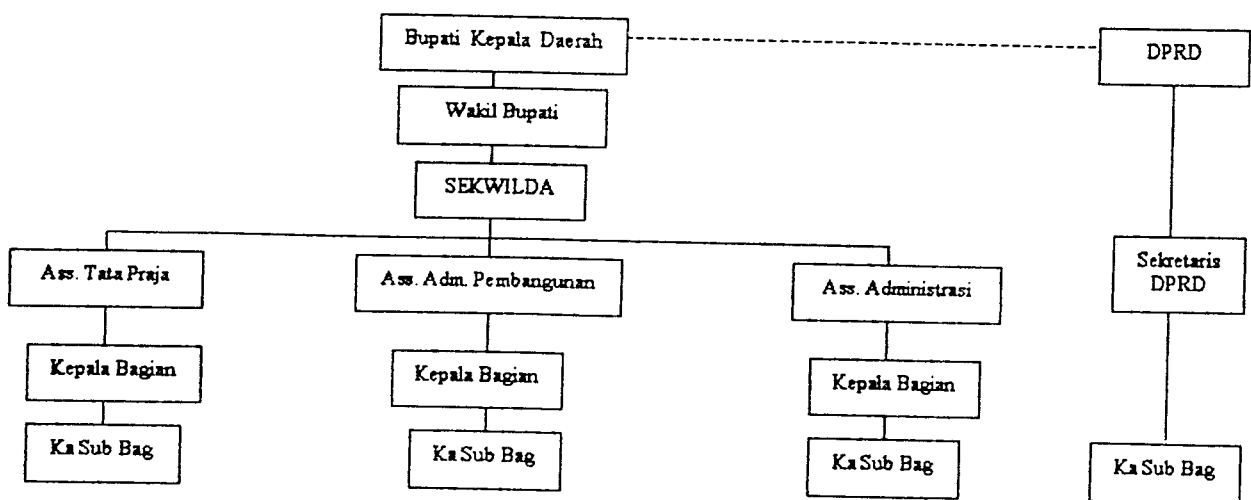 Bupati Kepala Daerah
DPRD
Wakil Bupati
SEKWILDA
Ass. Tata Praja
Ass. Adm. Pembangunan
Ass. Administrasi
Sekretaris
DPRD
Kepala Bagian
Kepala Bagian
Kepala Bagian
Ka Sub Bag
Ka Sub Bag
Ka Sub Bag
Ka Sub Bag